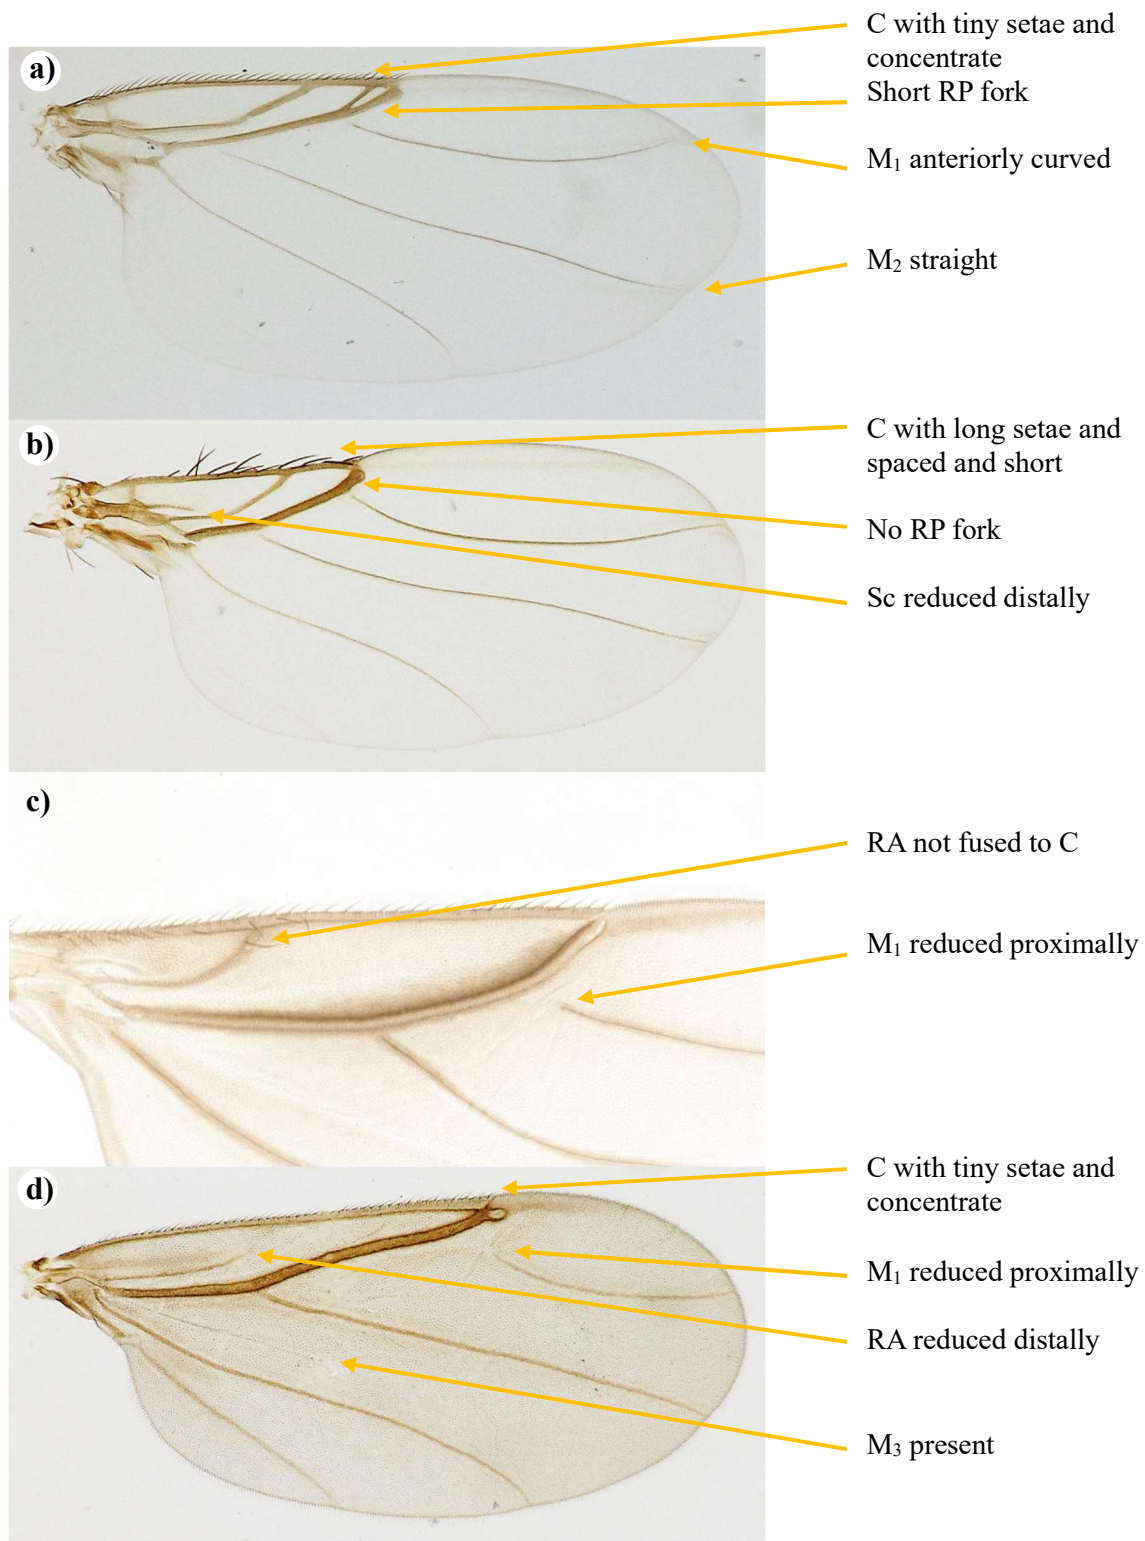 a)
C with tiny setae and
concentrate
Short RP fork
M₁ anteriorly curved
M₂ straight
b)
C with long setae and
spaced and short
No RP fork
Sc reduced distally
c)
RA not fused to C
M₁ reduced proximally
d)
C with tiny setae and
concentrate
M₁ reduced proximally
RA reduced distally
M₃ present